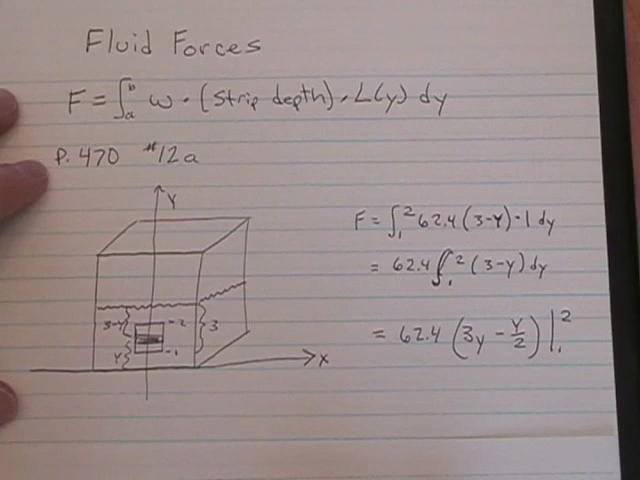 Fluid Forces
F = ∫ₐᵇ ω · (strip depth) · L(y) dy
P. 470 #12a
Y
3-y
-2
3
Y
-1
X
F = ∫₁² 62.4 (3-y) · 1 dy
= 62.4 ∫₁² (3-y) dy
= 62.4 (3y - y/2) |₁²